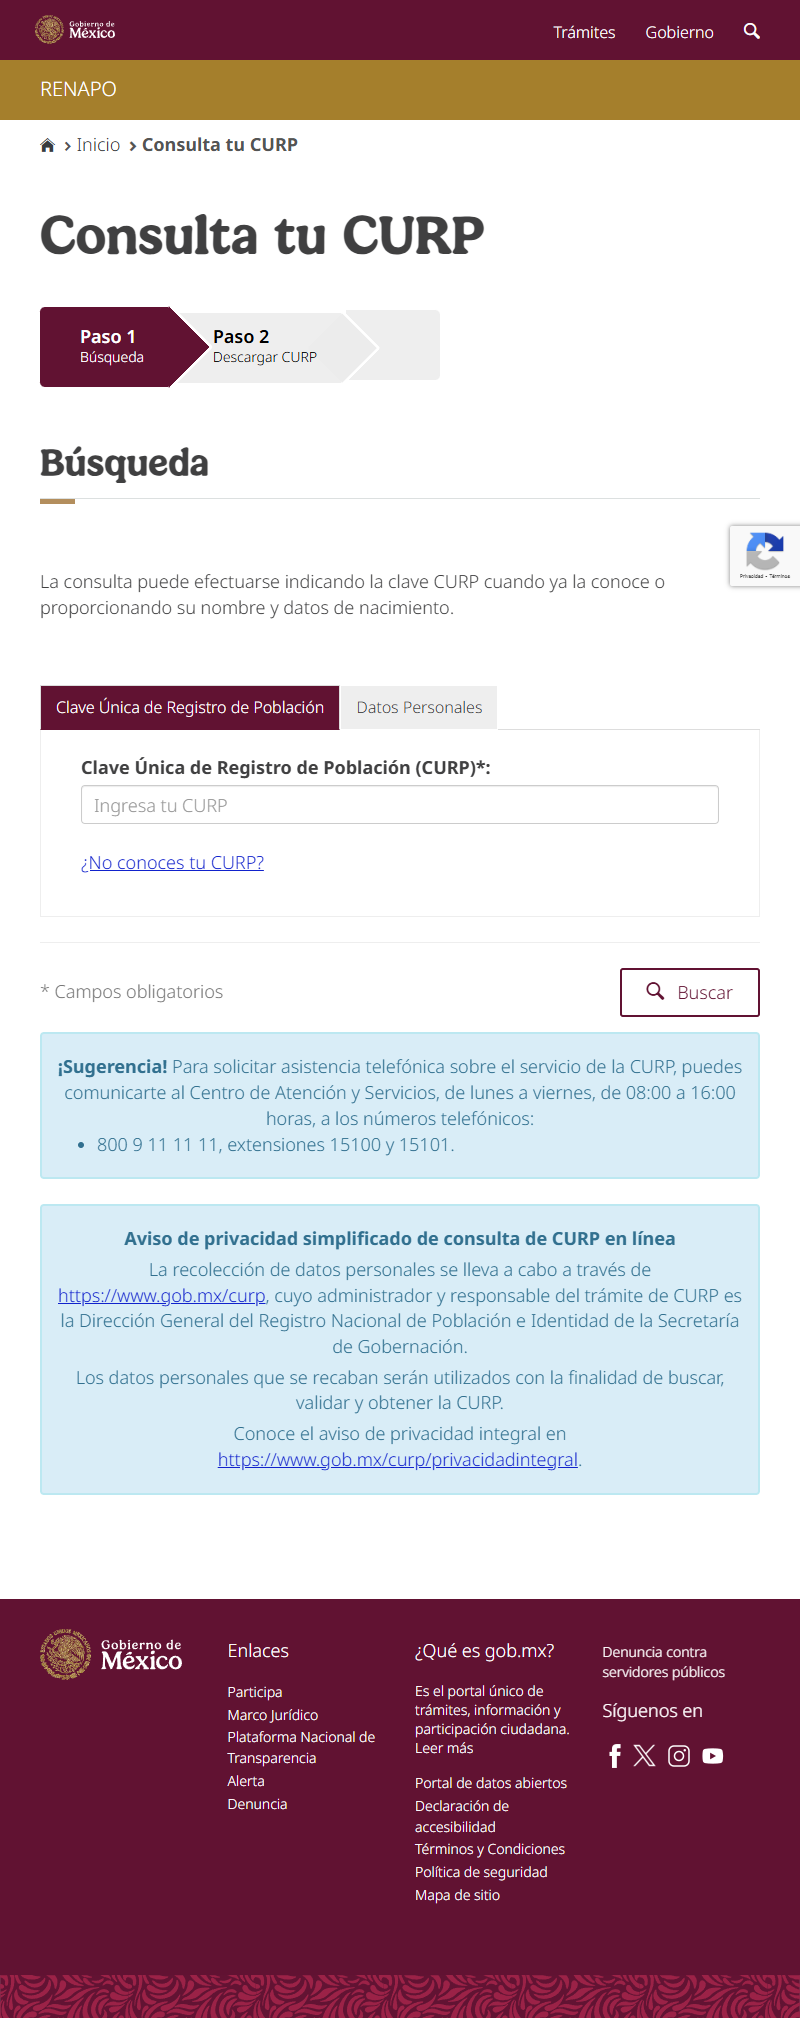 Gobierno de
México
Trámites
Gobierno
RENAPO
Inicio
Consulta tu CURP
Consulta tu CURP
Paso 1
Búsqueda
Paso 2
Descargar CURP
Búsqueda
Privacidad - Términos
La consulta puede efectuarse indicando la clave CURP cuando ya la conoce o
proporcionando su nombre y datos de nacimiento.
Clave Única de Registro de Población
Datos Personales
Clave Única de Registro de Población (CURP)*:
Ingresa tu CURP
¿No conoces tu CURP?
* Campos obligatorios
Buscar
¡Sugerencia! Para solicitar asistencia telefónica sobre el servicio de la CURP, puedes
comunicarte al Centro de Atención y Servicios, de lunes a viernes, de 08:00 a 16:00
horas, a los números telefónicos:
• 800 9 11 11 11, extensiones 15100 y 15101.
Aviso de privacidad simplificado de consulta de CURP en línea
La recolección de datos personales se lleva a cabo a través de
https://www.gob.mx/curp, cuyo administrador y responsable del trámite de CURP es
la Dirección General del Registro Nacional de Población e Identidad de la Secretaría
de Gobernación.
Los datos personales que se recaban serán utilizados con la finalidad de buscar,
validar y obtener la CURP.
Conoce el aviso de privacidad integral en
https://www.gob.mx/curp/privacidadintegral.
Gobierno de
México
Enlaces
Participa
Marco Jurídico
Plataforma Nacional de
Transparencia
Alerta
Denuncia
¿Qué es gob.mx?
Es el portal único de
trámites, información y
participación ciudadana.
Leer más
Portal de datos abiertos
Declaración de
accesibilidad
Términos y Condiciones
Política de seguridad
Mapa de sitio
Denuncia contra
servidores públicos
Síguenos en